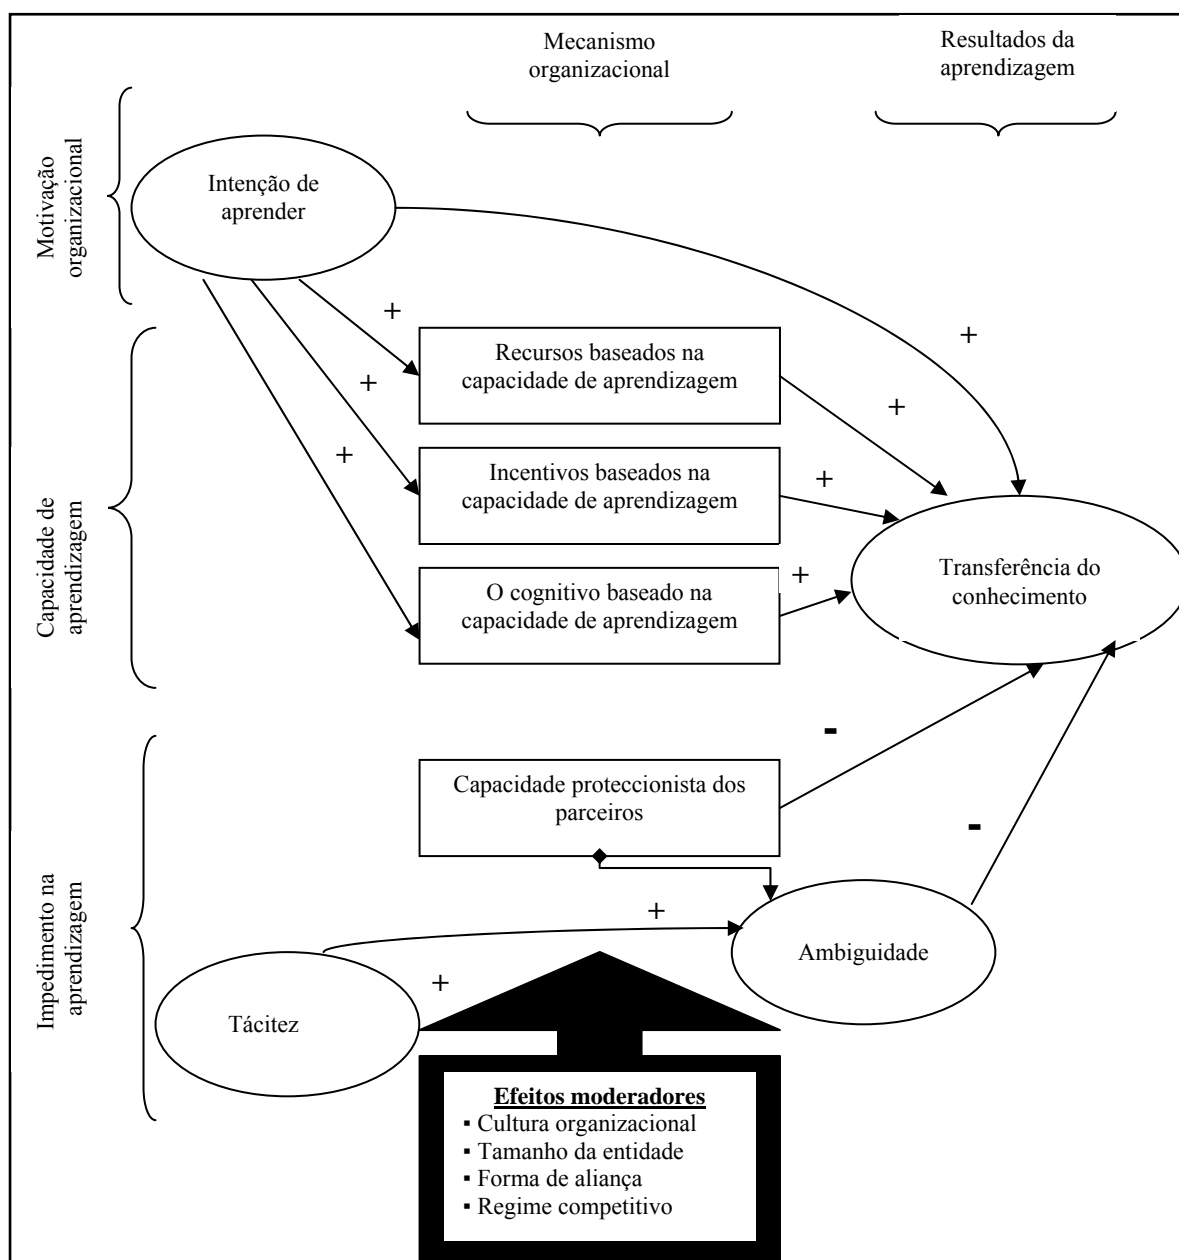 Mecanismo
organizacional
Resultados da
aprendizagem
Motivação
organizacional
Intenção de
aprender
+
+
+
+
Recursos baseados na
capacidade de aprendizagem
+
Incentivos baseados na
capacidade de aprendizagem
+
O cognitivo baseado na
capacidade de aprendizagem
+
Capacidade de
aprendizagem
Transferência do
conhecimento
-
-
Capacidade proteccionista dos
parceiros
Impedimento na
aprendizagem
+
+
Ambiguidade
Tácitez
Efeitos moderadores
▪ Cultura organizacional
▪ Tamanho da entidade
▪ Forma de aliança
▪ Regime competitivo